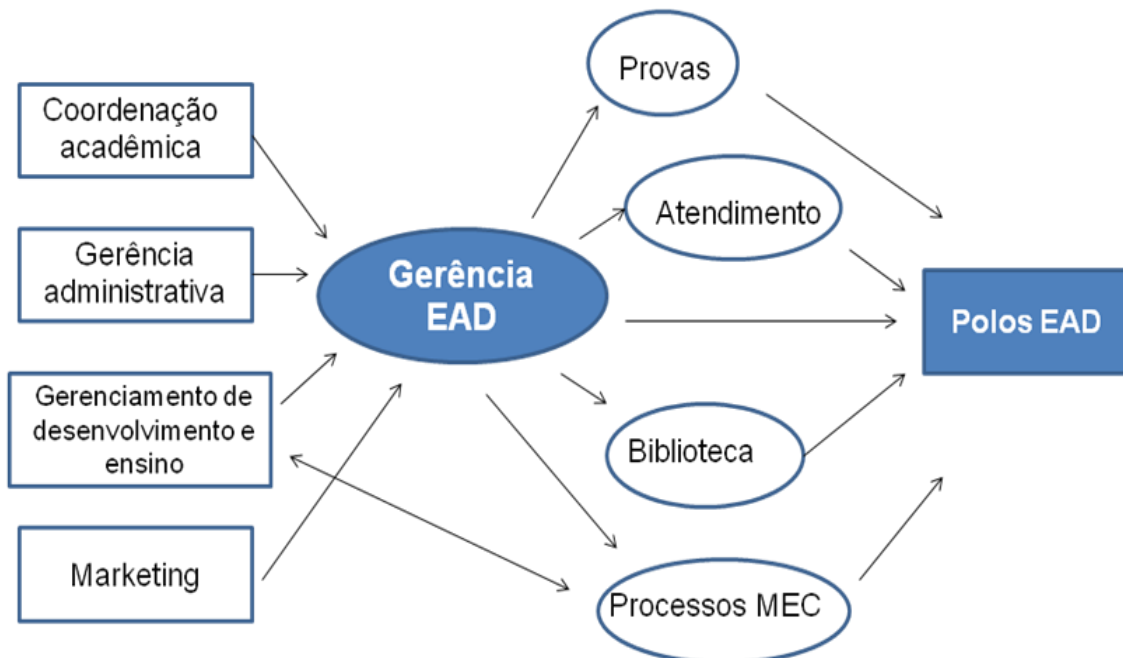 Coordenação
acadêmica
Gerência
administrativa
Gerenciamento de
desenvolvimento e
ensino
Marketing
Gerência
EAD
Provas
Atendimento
Biblioteca
Processos MEC
Polos EAD